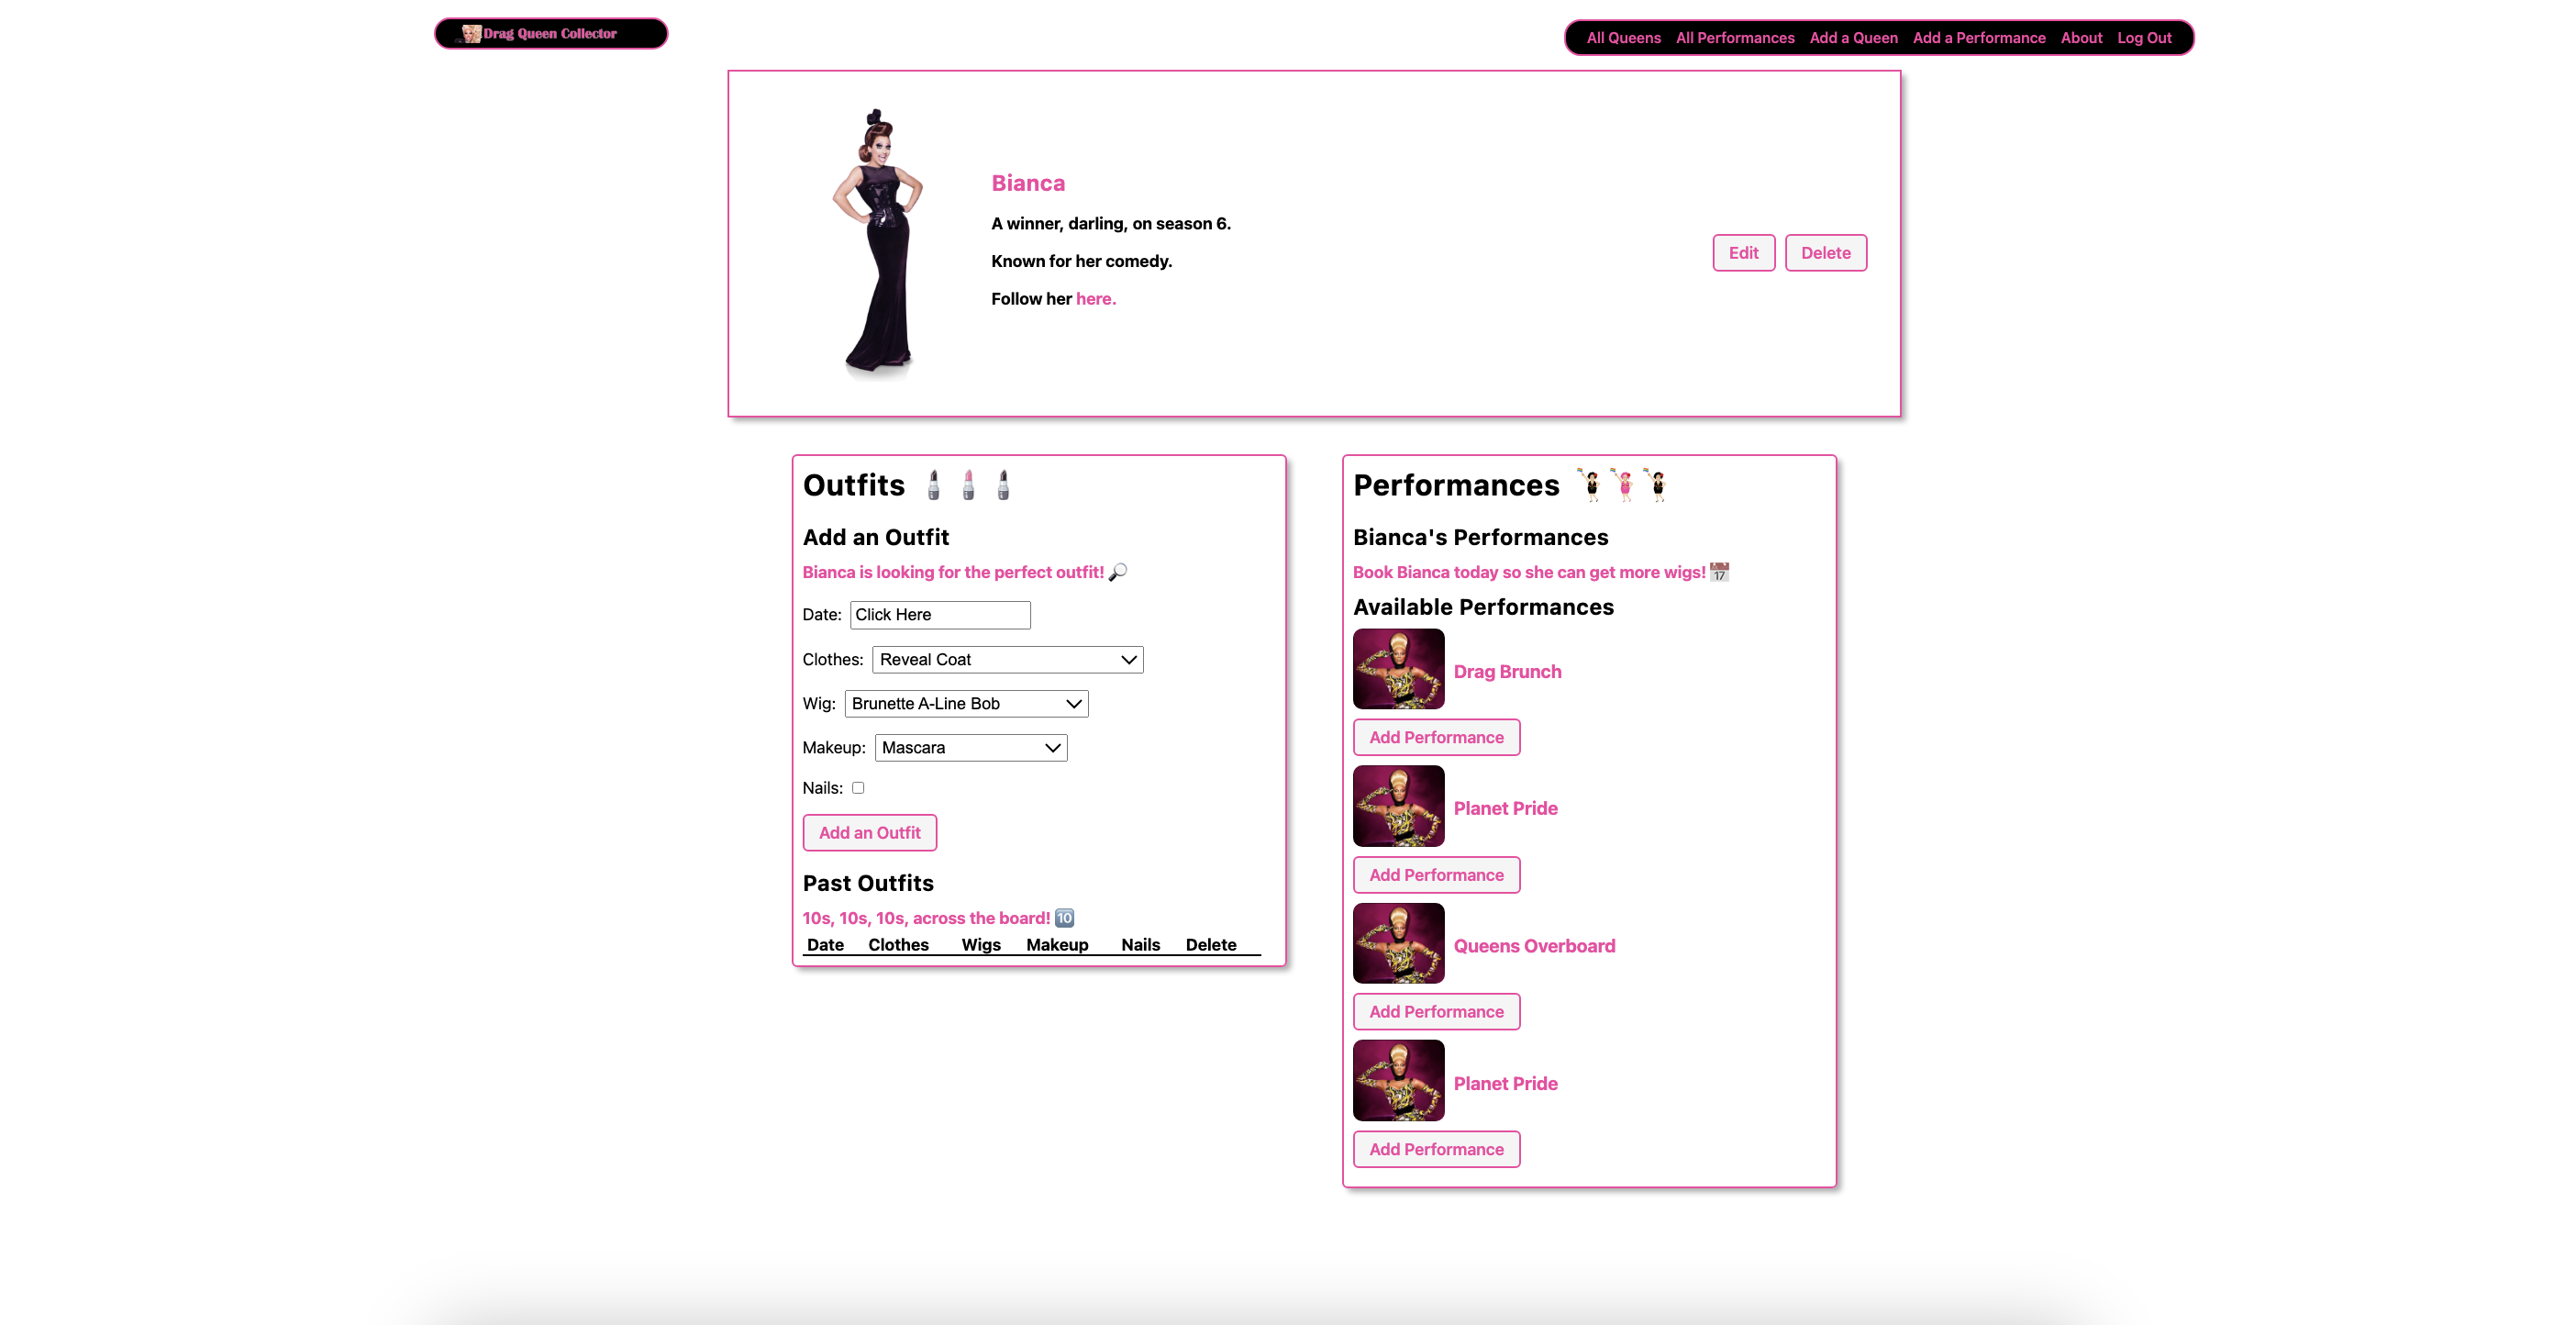 Drag Queen Collector
All Queens All Performances Add a Queen Add a Performance About Log Out
Bianca
A winner, darling, on season 6.
Known for her comedy.
Follow her here.
Edit Delete
Outfits
Add an Outfit
Bianca is looking for the perfect outfit!
Date: Click Here
Clothes: Reveal Coat
Wig: Brunette A-Line Bob
Makeup: Mascara
Nails:
Add an Outfit
Past Outfits
10s, 10s, 10s, across the board! 10
Date Clothes Wigs Makeup Nails Delete
Performances
Bianca's Performances
Book Bianca today so she can get more wigs! 17
Available Performances
Drag Brunch
Add Performance
Planet Pride
Add Performance
Queens Overboard
Add Performance
Planet Pride
Add Performance